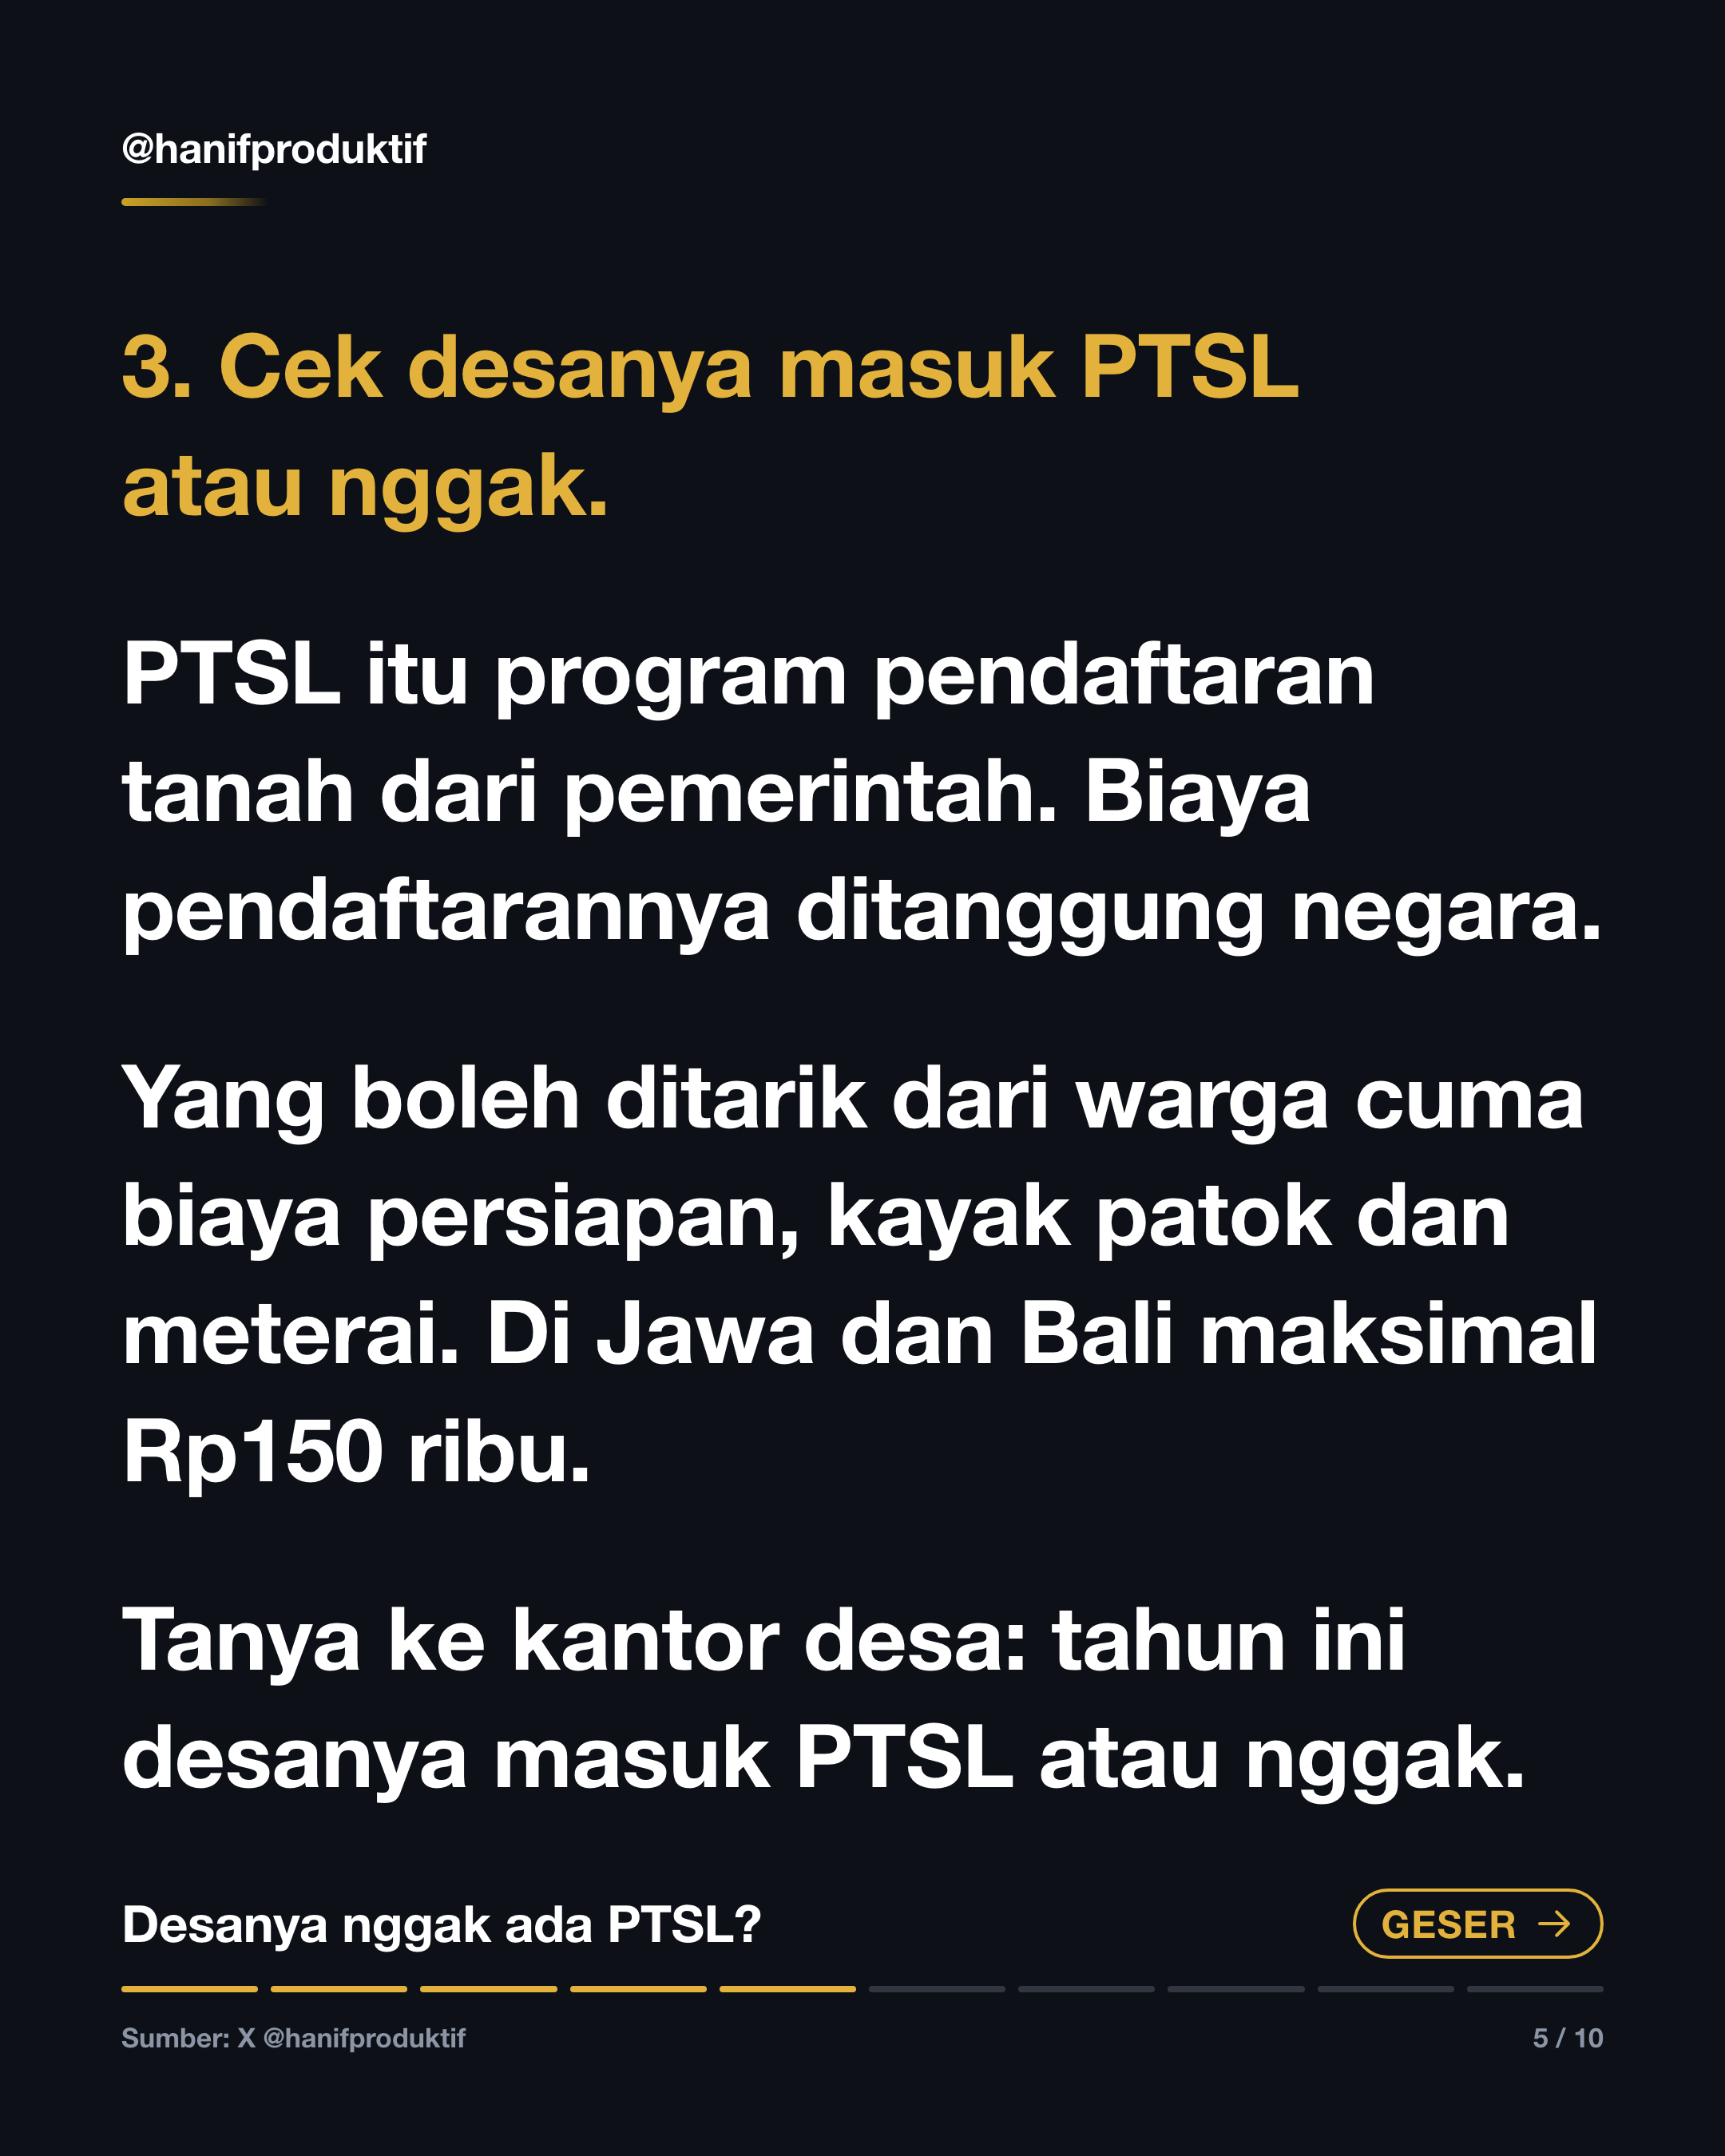 @hanifproduktif
3. Cek desanya masuk PTSL
atau nggak.
PTSL itu program pendaftaran
tanah dari pemerintah. Biaya
pendaftarannya ditanggung negara.
Yang boleh ditarik dari warga cuma
biaya persiapan, kayak patok dan
meterai. Di Jawa dan Bali maksimal
Rp150 ribu.
Tanya ke kantor desa: tahun ini
desanya masuk PTSL atau nggak.
Desanya nggak ada PTSL?
GESER →
Sumber: X @hanifproduktif
5 / 10